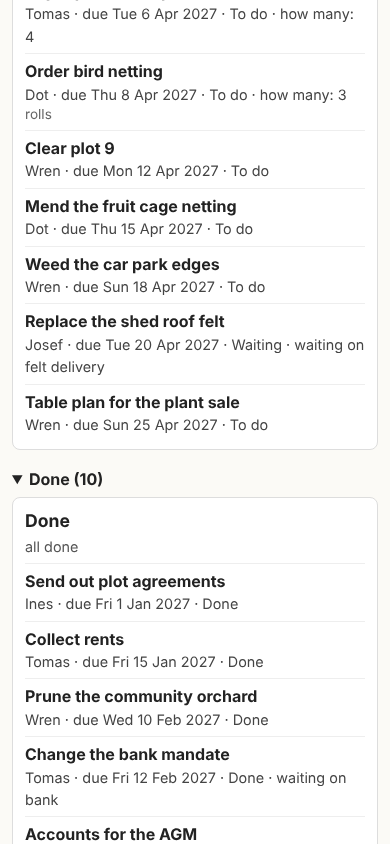 Tomas · due Tue 6 Apr 2027 · To do · how many:
4
Order bird netting
Dot · due Thu 8 Apr 2027 · To do · how many: 3
rolls
Clear plot 9
Wren · due Mon 12 Apr 2027 · To do
Mend the fruit cage netting
Dot · due Thu 15 Apr 2027 · To do
Weed the car park edges
Wren · due Sun 18 Apr 2027 · To do
Replace the shed roof felt
Josef · due Tue 20 Apr 2027 · Waiting · waiting on
felt delivery
Table plan for the plant sale
Wren · due Sun 25 Apr 2027 · To do
▼ Done (10)
Done
all done
Send out plot agreements
Ines · due Fri 1 Jan 2027 · Done
Collect rents
Tomas · due Fri 15 Jan 2027 · Done
Prune the community orchard
Wren · due Wed 10 Feb 2027 · Done
Change the bank mandate
Tomas · due Fri 12 Feb 2027 · Done · waiting on
bank
Accounts for the AGM